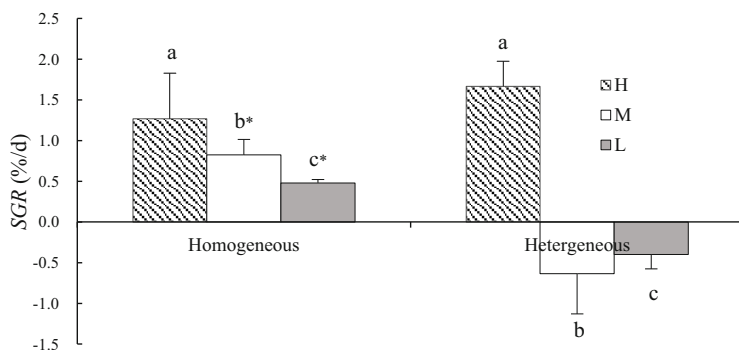 2.5
2.0
1.5
1.0
0.5
0.0
-0.5
-1.0
-1.5
SGR (%/d)
a
b*
c*
a
b
c
H
M
L
Homogeneous
Hetergeneous